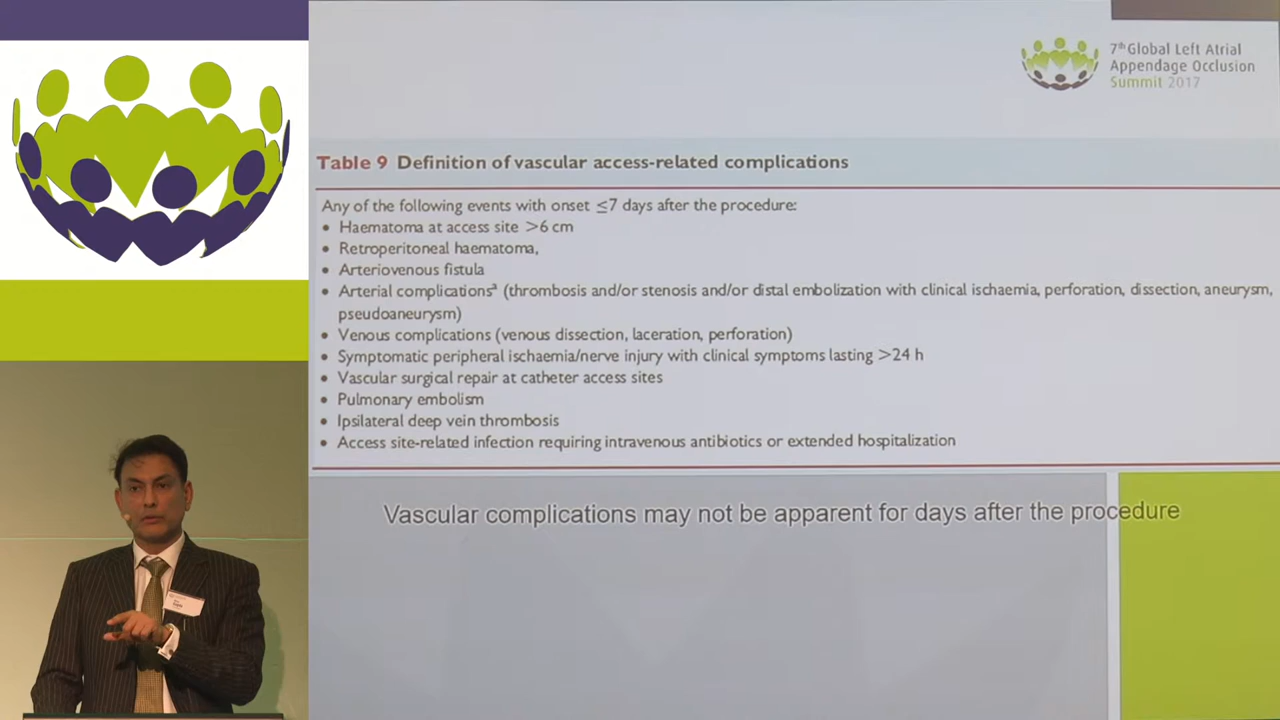 7th Global Left Atrial
Appendage Occlusion
Summit 2017
Table 9 Definition of vascular access-related complications
Any of the following events with onset ≤7 days after the procedure:
• Haematoma at access site >6 cm
• Retroperitoneal haematoma,
• Arteriovenous fistula
• Arterial complicationsª (thrombosis and/or stenosis and/or distal embolization with clinical ischaemia, perforation, dissection, aneurysm,
pseudoaneurysm)
• Venous complications (venous dissection, laceration, perforation)
• Symptomatic peripheral ischaemia/nerve injury with clinical symptoms lasting >24 h
• Vascular surgical repair at catheter access sites
• Pulmonary embolism
• Ipsilateral deep vein thrombosis
• Access site-related infection requiring intravenous antibiotics or extended hospitalization
Vascular complications may not be apparent for days after the procedure